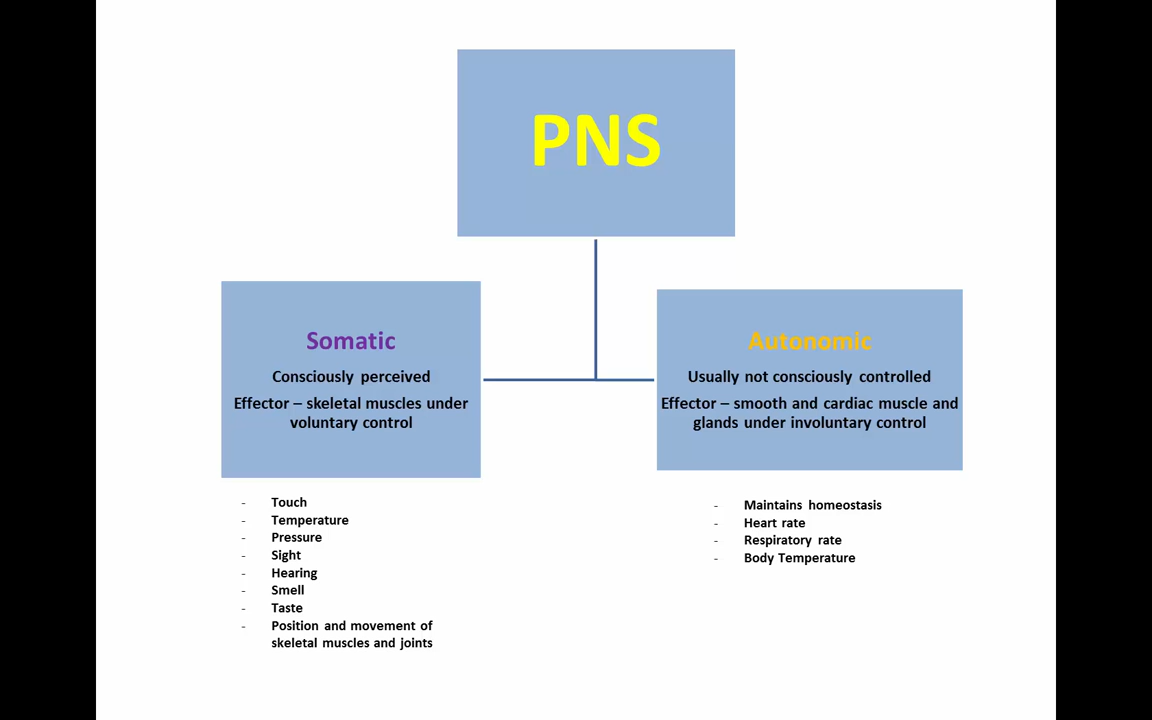 PNS
Somatic
Consciously perceived
Effector – skeletal muscles under
voluntary control
Autonomic
Usually not consciously controlled
Effector – smooth and cardiac muscle and
glands under involuntary control
- Touch
- Temperature
- Pressure
- Sight
- Hearing
- Smell
- Taste
- Position and movement of
skeletal muscles and joints
- Maintains homeostasis
- Heart rate
- Respiratory rate
- Body Temperature